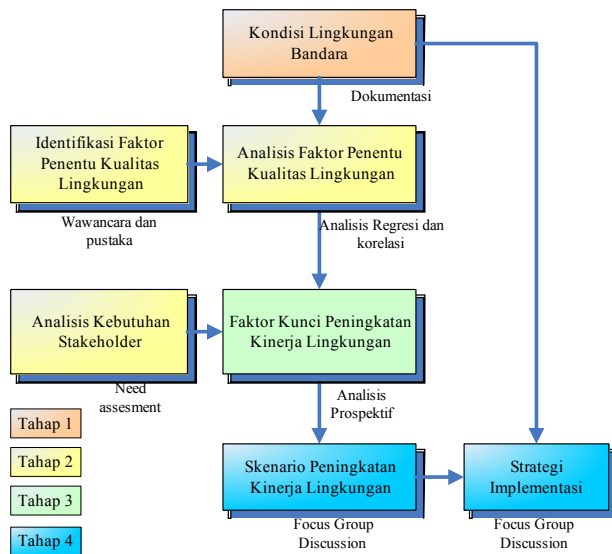 Kondisi Lingkungan
Bandara
Dokumentasi
Identifikasi Faktor
Penentu Kualitas
Lingkungan
Analisis Faktor Penentu
Kualitas Lingkungan
Wawancara dan
pustaka
Analisis Regresi dan
korelasi
Analisis Kebutuhan
Stakeholder
Faktor Kunci Peningkatan
Kinerja Lingkungan
Need
assesment
Analisis
Prospektif
Tahap 1
Tahap 2
Tahap 3
Tahap 4
Skenario Peningkatan
Kinerja Lingkungan
Strategi
Implementasi
Focus Group
Discussion
Focus Group
Discussion